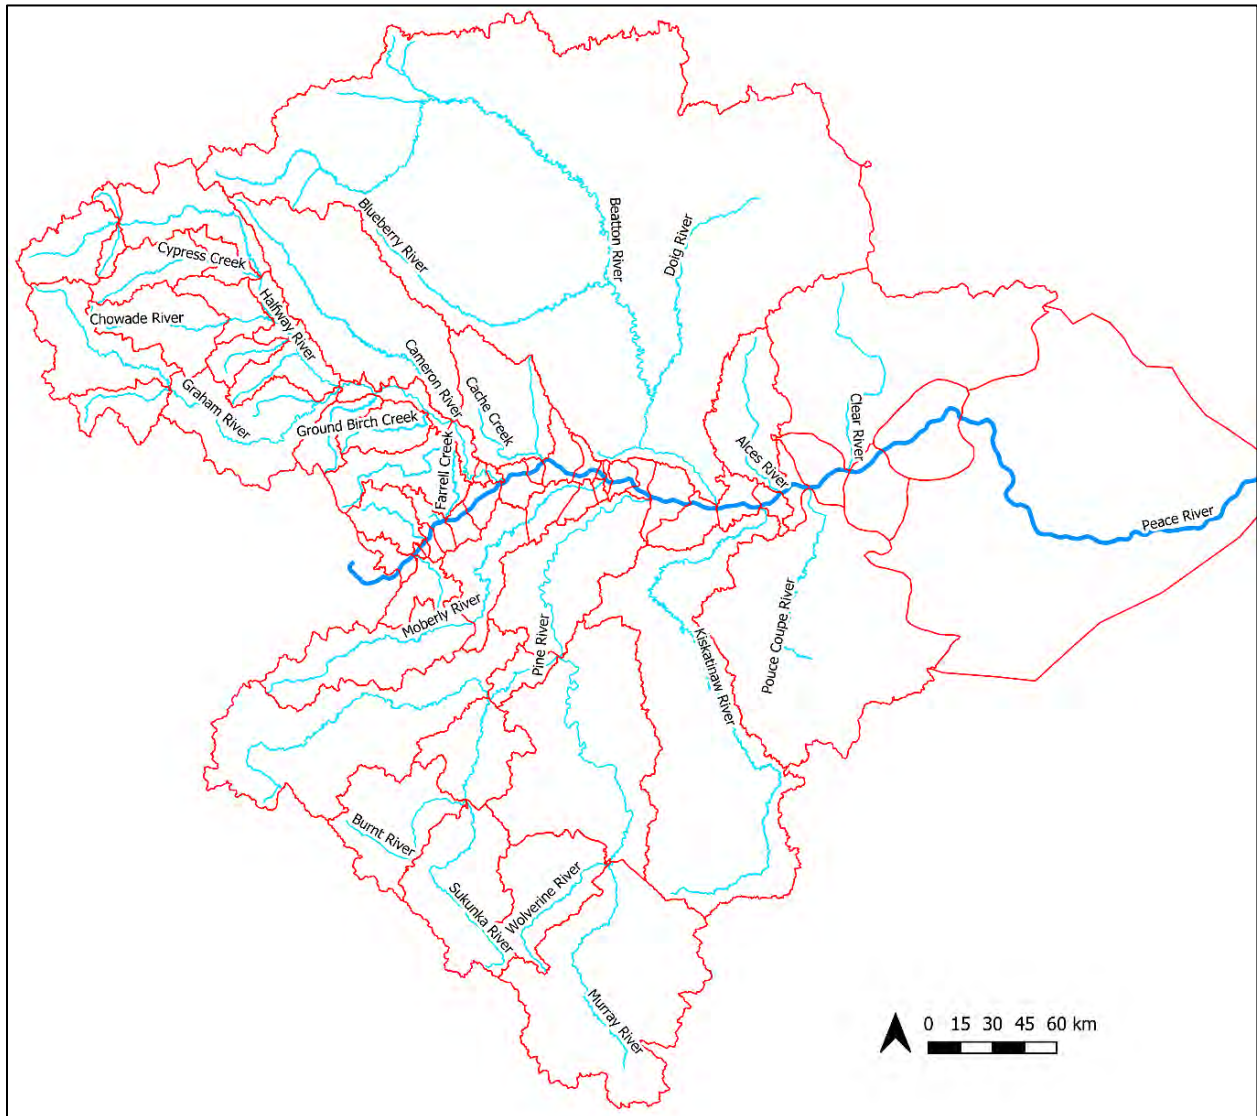 Blueberry River
Beatton River
Doig River
Cypress Creek
Halfway River
Chowade River
Cameron River
Graham River
Cache Creek
Ground Birch Creek
Clear River
Alces River
Farrell Creek
Peace River
Moberly River
Pine River
Kiskatinaw River
Pouce Coupe River
Burnt River
Sukunka River
Wolverine River
Murray River
0 15 30 45 60 km